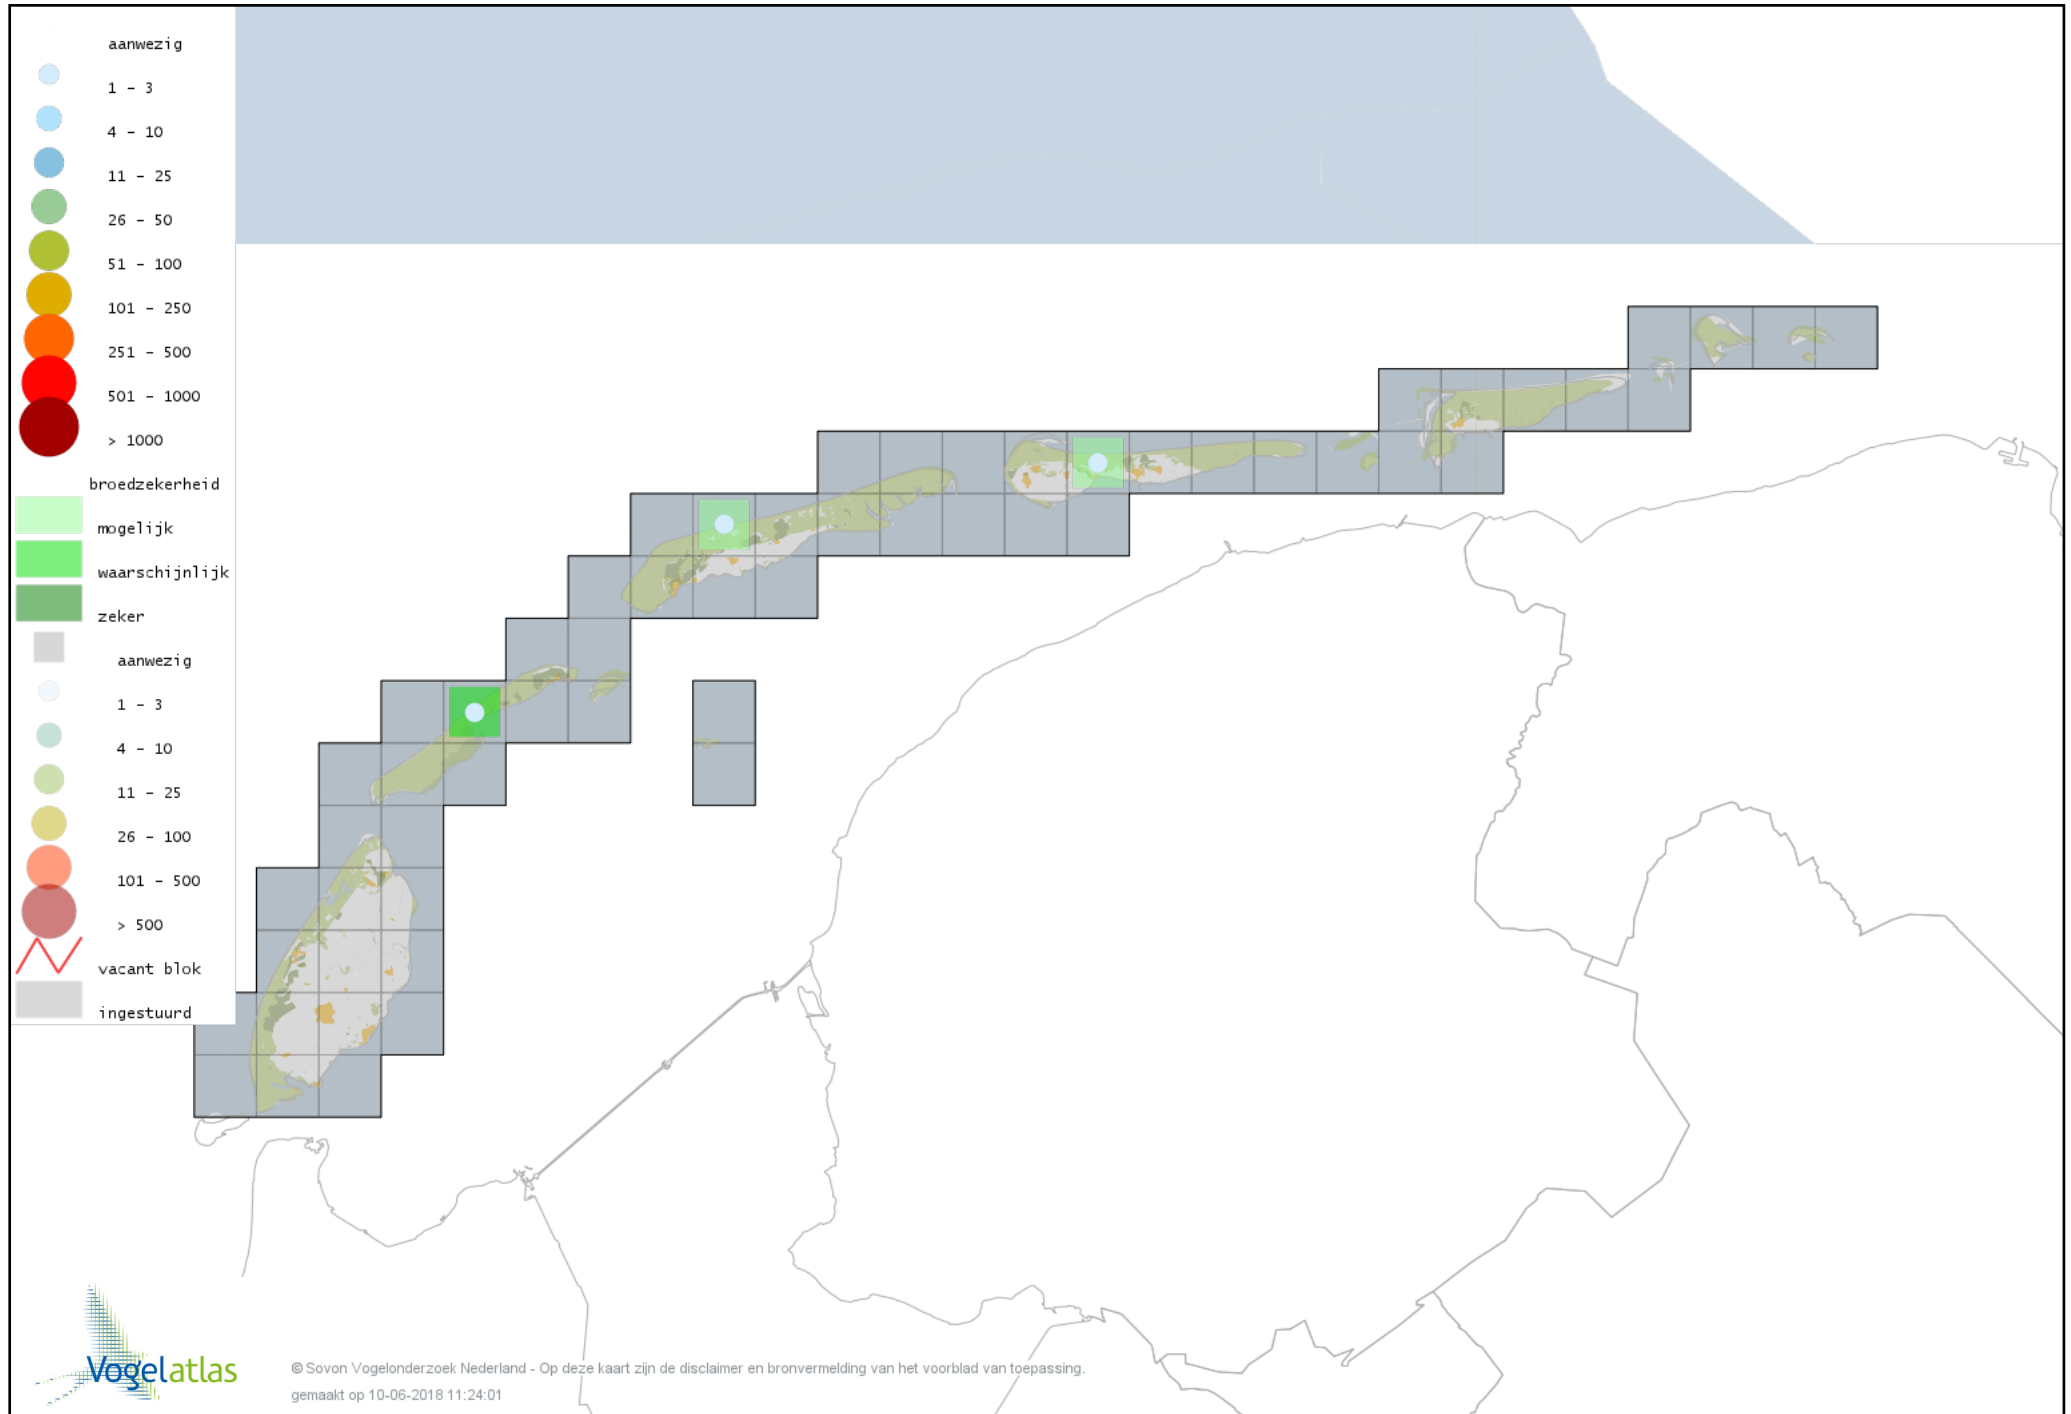 aanwezig
1 - 3
4 - 10
11 - 25
26 - 50
51 - 100
101 - 250
251 - 500
501 - 1000
> 1000
broedzekerheid
mogelijk
waarschijnlijk
zeker
aanwezig
1 - 3
4 - 10
11 - 25
26 - 100
101 - 500
> 500
vacant blok
ingestuurd
Vogelatlas
© Sovon Vogelonderzoek Nederland - Op deze kaart zijn de disclaimer en bronvermelding van het voorblad van toepassing.
gemaakt op 10-06-2018 11:24:01